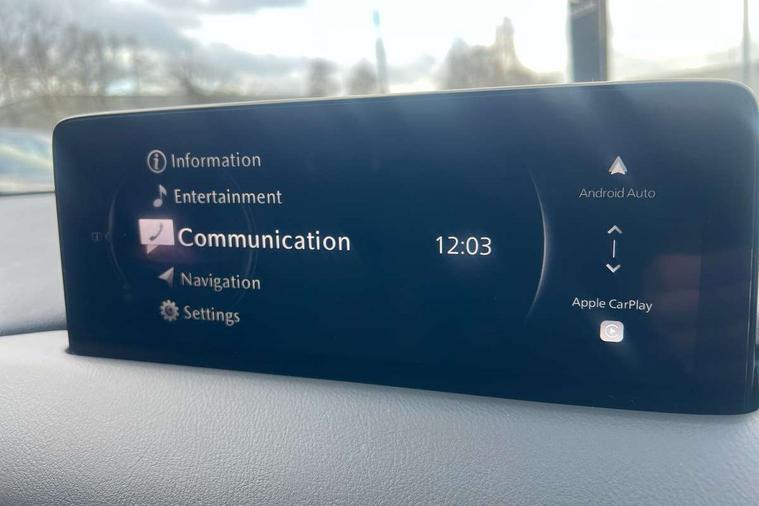 Information
Entertainment
Communication
Navigation
Settings
12:03
Android Auto
Apple CarPlay